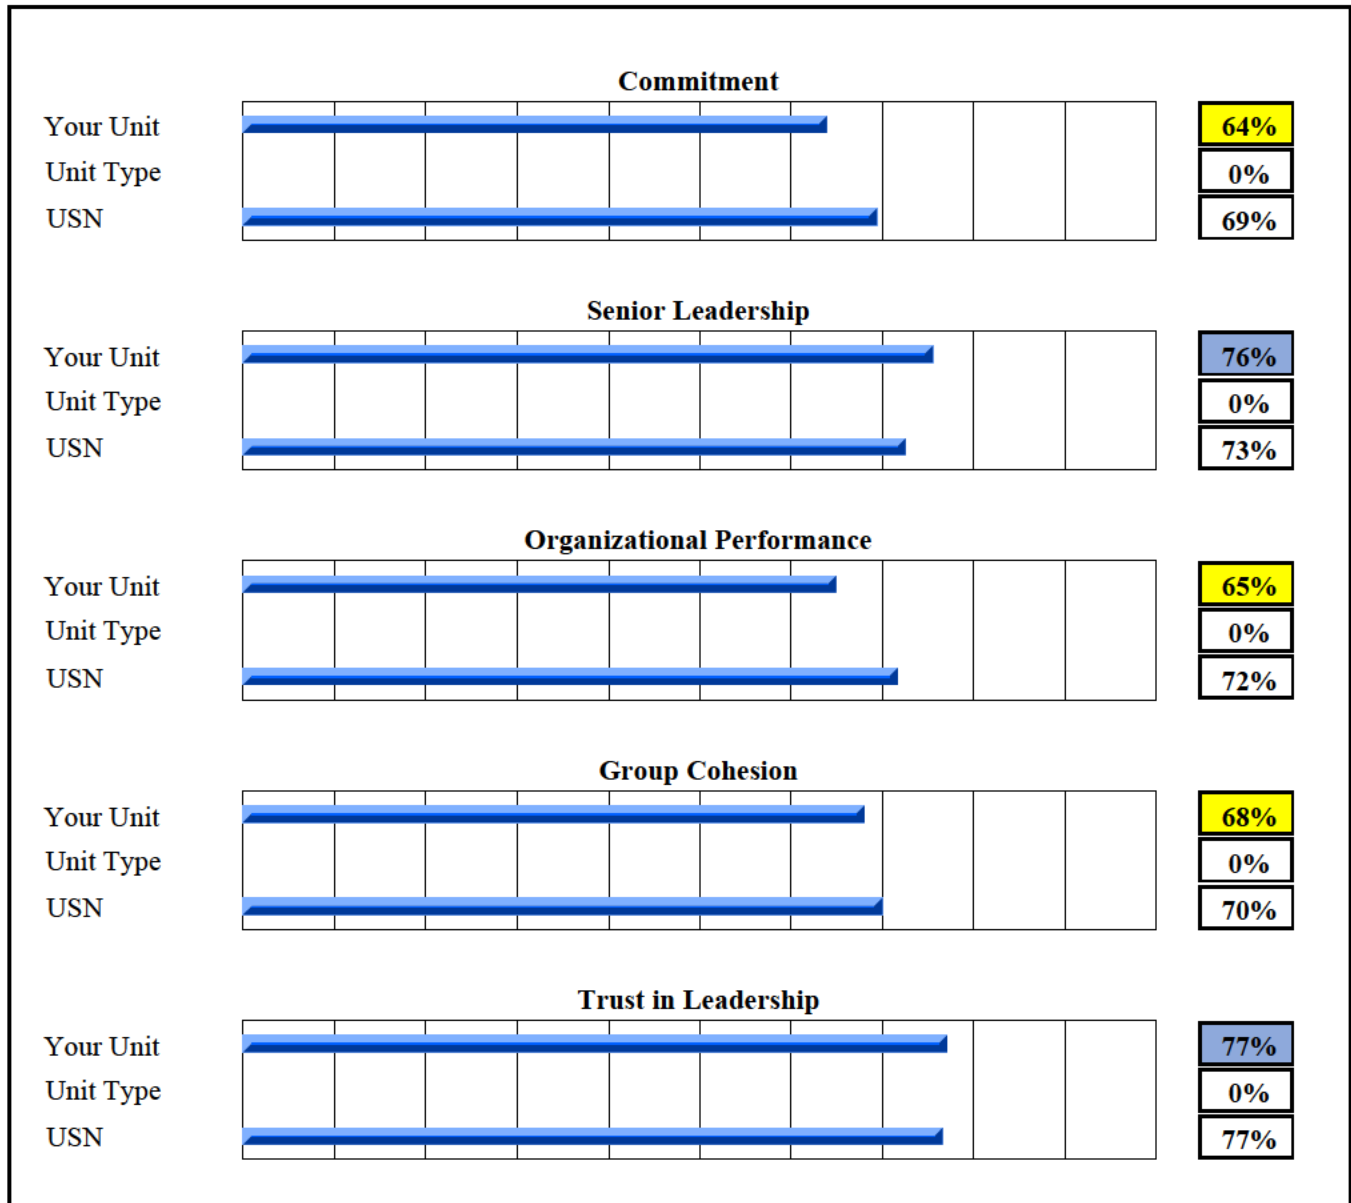 Commitment
Your Unit 64%
Unit Type 0%
USN 69%
Senior Leadership
Your Unit 76%
Unit Type 0%
USN 73%
Organizational Performance
Your Unit 65%
Unit Type 0%
USN 72%
Group Cohesion
Your Unit 68%
Unit Type 0%
USN 70%
Trust in Leadership
Your Unit 77%
Unit Type 0%
USN 77%